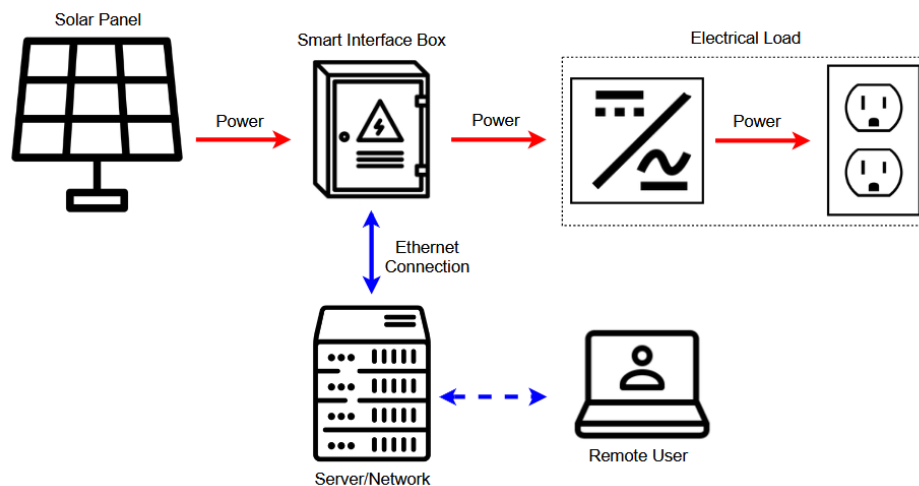 Solar Panel
Smart Interface Box
Electrical Load
Power
Power
Power
Ethernet
Connection
Server/Network
Remote User